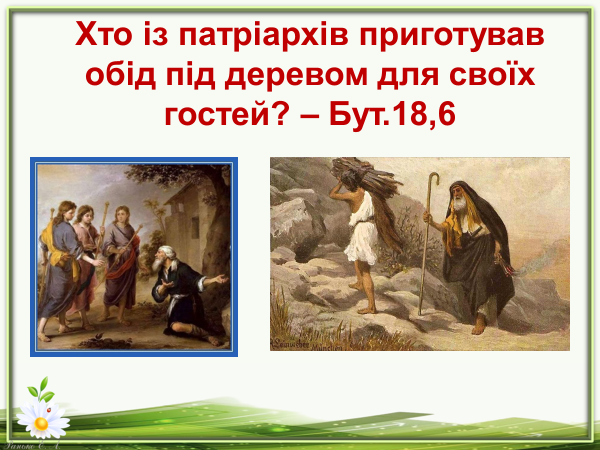 Хто із патріархів приготував
обід під деревом для своїх
гостей? – Бут.18,6